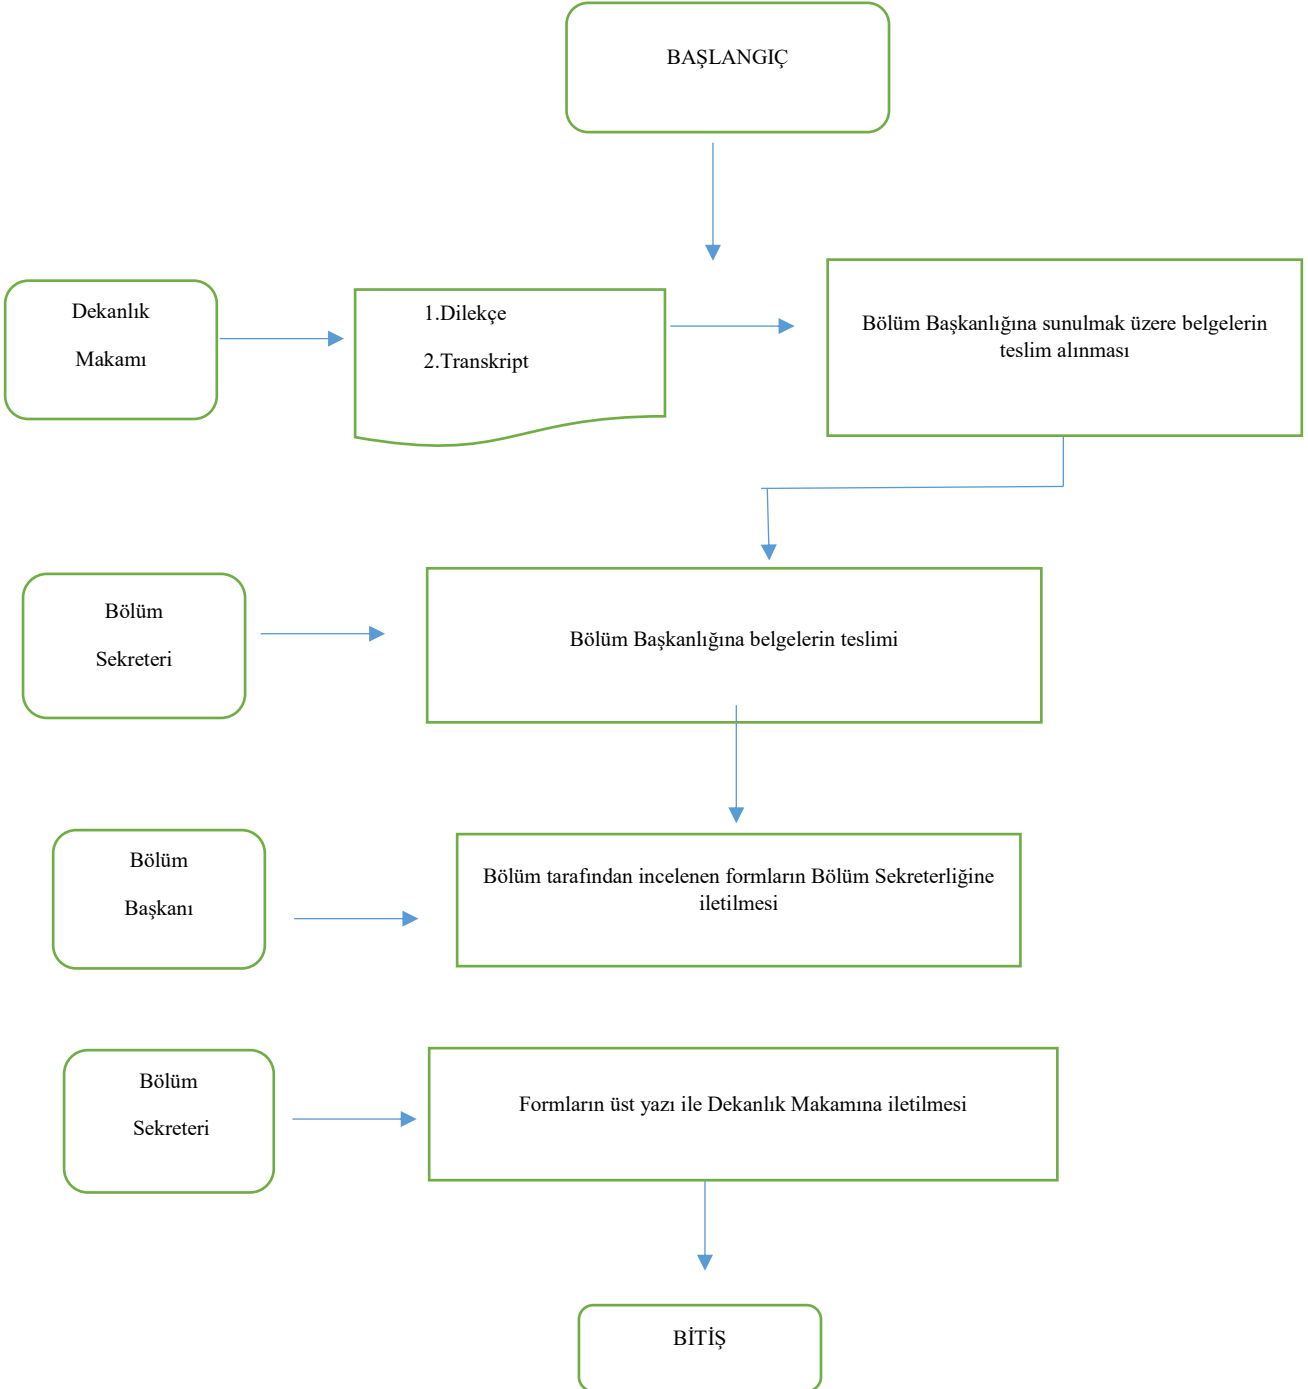 BAŞLANGIÇ
Dekanlık
Makamı
1.Dilekçe
2.Transkript
Bölüm Başkanlığına sunulmak üzere belgelerin
teslim alınması
Bölüm
Sekreteri
Bölüm Başkanlığına belgelerin teslimi
Bölüm
Başkanı
Bölüm tarafından incelenen formların Bölüm Sekreterliğine
iletilmesi
Bölüm
Sekreteri
Formların üst yazı ile Dekanlık Makamına iletilmesi
BİTİŞ